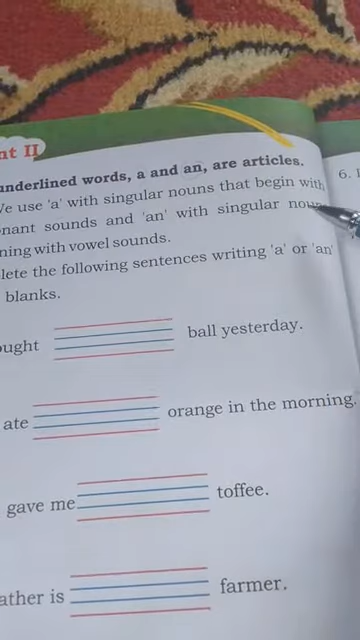 nt II
underlined words, a and an, are articles.
We use 'a' with singular nouns that begin with
nant sounds and 'an' with singular nouns
ning with vowel sounds.
lete the following sentences writing 'a' or 'an'
blanks.
ought ball yesterday.
ate orange in the morning.
gave me toffee.
ather is farmer.
6.